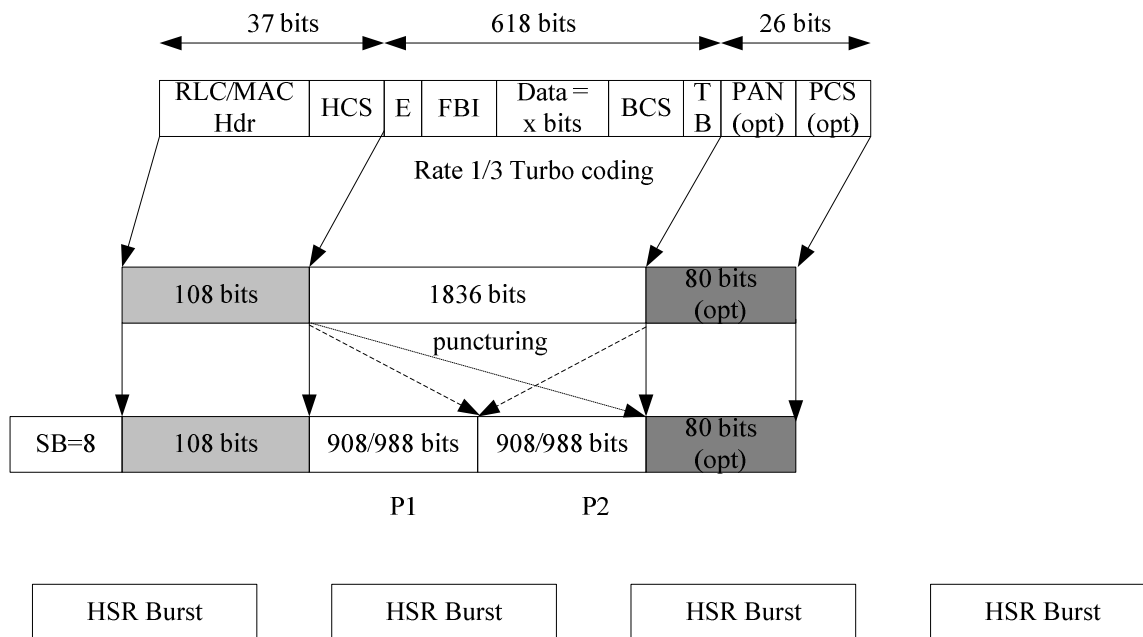 37 bits
618 bits
26 bits
RLC/MAC
Hdr
HCS
E
FBI
Data =
x bits
BCS
T
B
PAN
(opt)
PCS
(opt)
Rate 1/3 Turbo coding
108 bits
1836 bits
80 bits
(opt)
puncturing
SB=8
108 bits
908/988 bits
908/988 bits
80 bits
(opt)
P1
P2
HSR Burst
HSR Burst
HSR Burst
HSR Burst